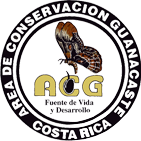 AREA DE CONSERVACION GUANACASTE
ACG
Fuente de Vida
y Desarrollo
COSTA RICA